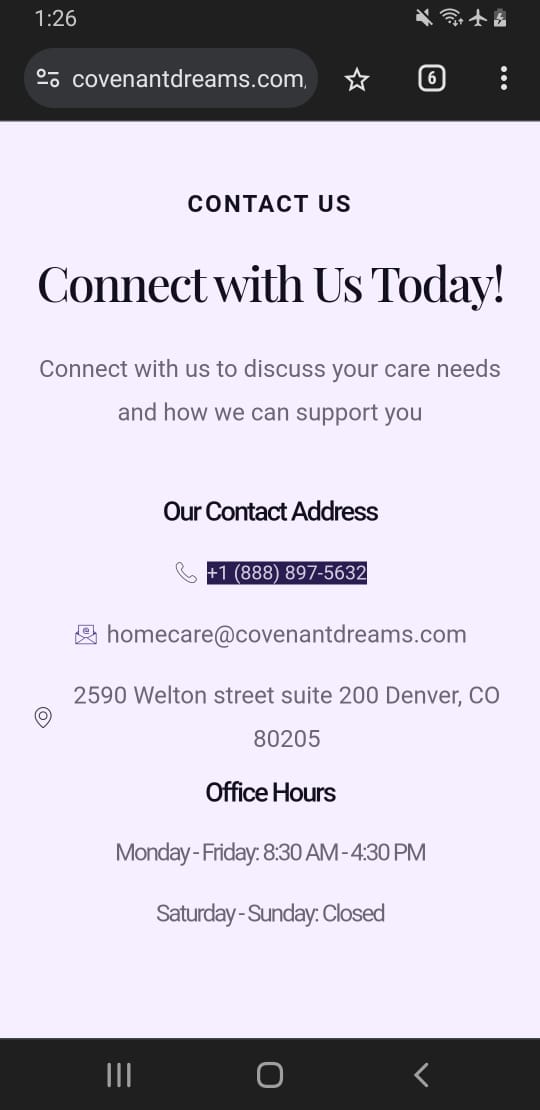 1:26
covenantdreams.com,
6
CONTACT US
Connect with Us Today!
Connect with us to discuss your care needs
and how we can support you
Our Contact Address
+1 (888) 897-5632
homecare@covenantdreams.com
2590 Welton street suite 200 Denver, CO
80205
Office Hours
Monday - Friday: 8:30 AM - 4:30 PM
Saturday - Sunday: Closed